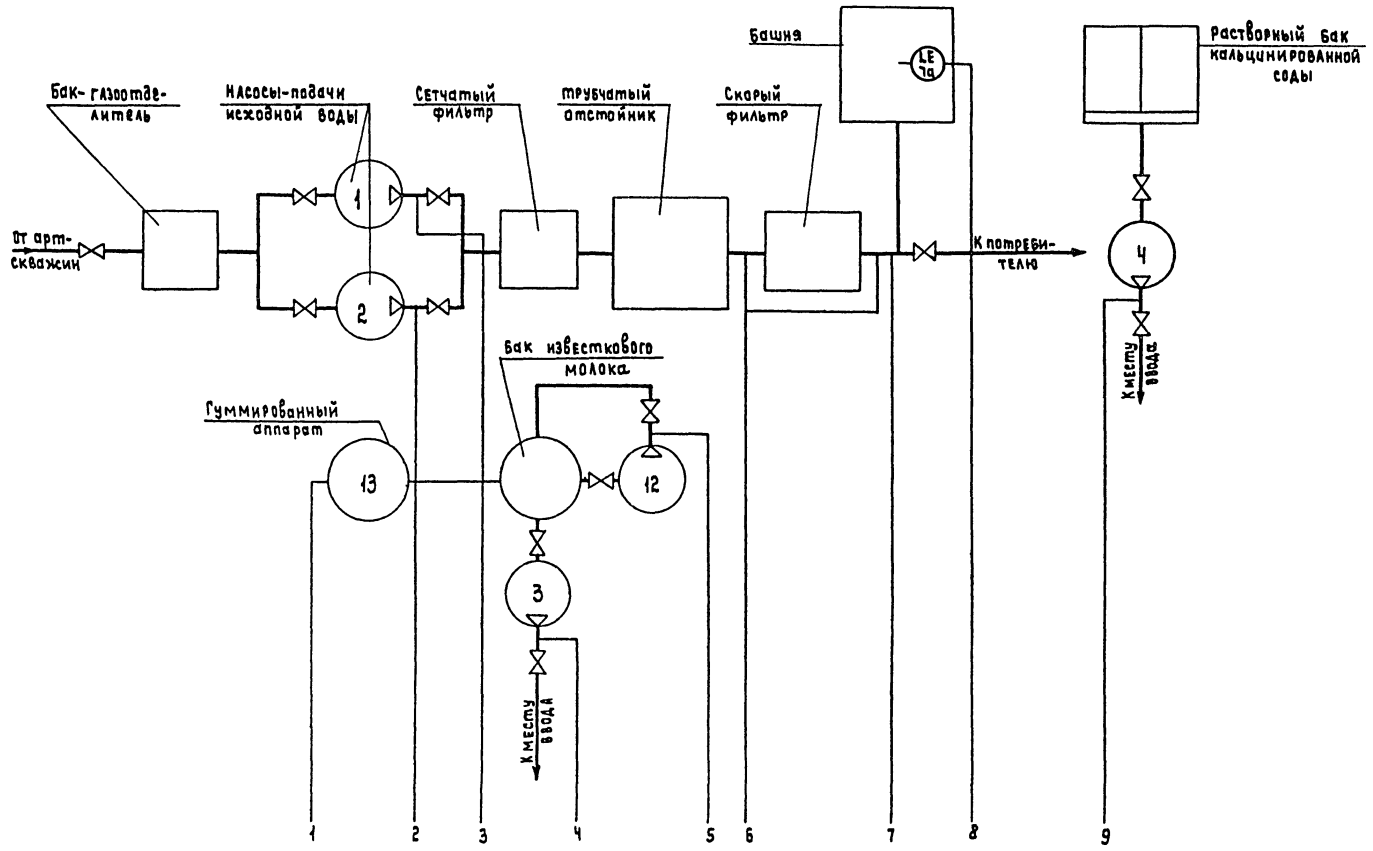 Башня
LE
7а
Растворный бак
кальцинированной
соды
Бак-газоотде-
литель
Насосы-подачи
исходной воды
Сетчатый
фильтр
Трубчатый
отстойник
Скорый
фильтр
1
От арт-
скважин
К потреби-
телю
4
2
К месту
ввода
Бак известкового
молока
Гуммированный
аппарат
13
12
3
К месту
ввода
1 2 3 4 5 6 7 8 9